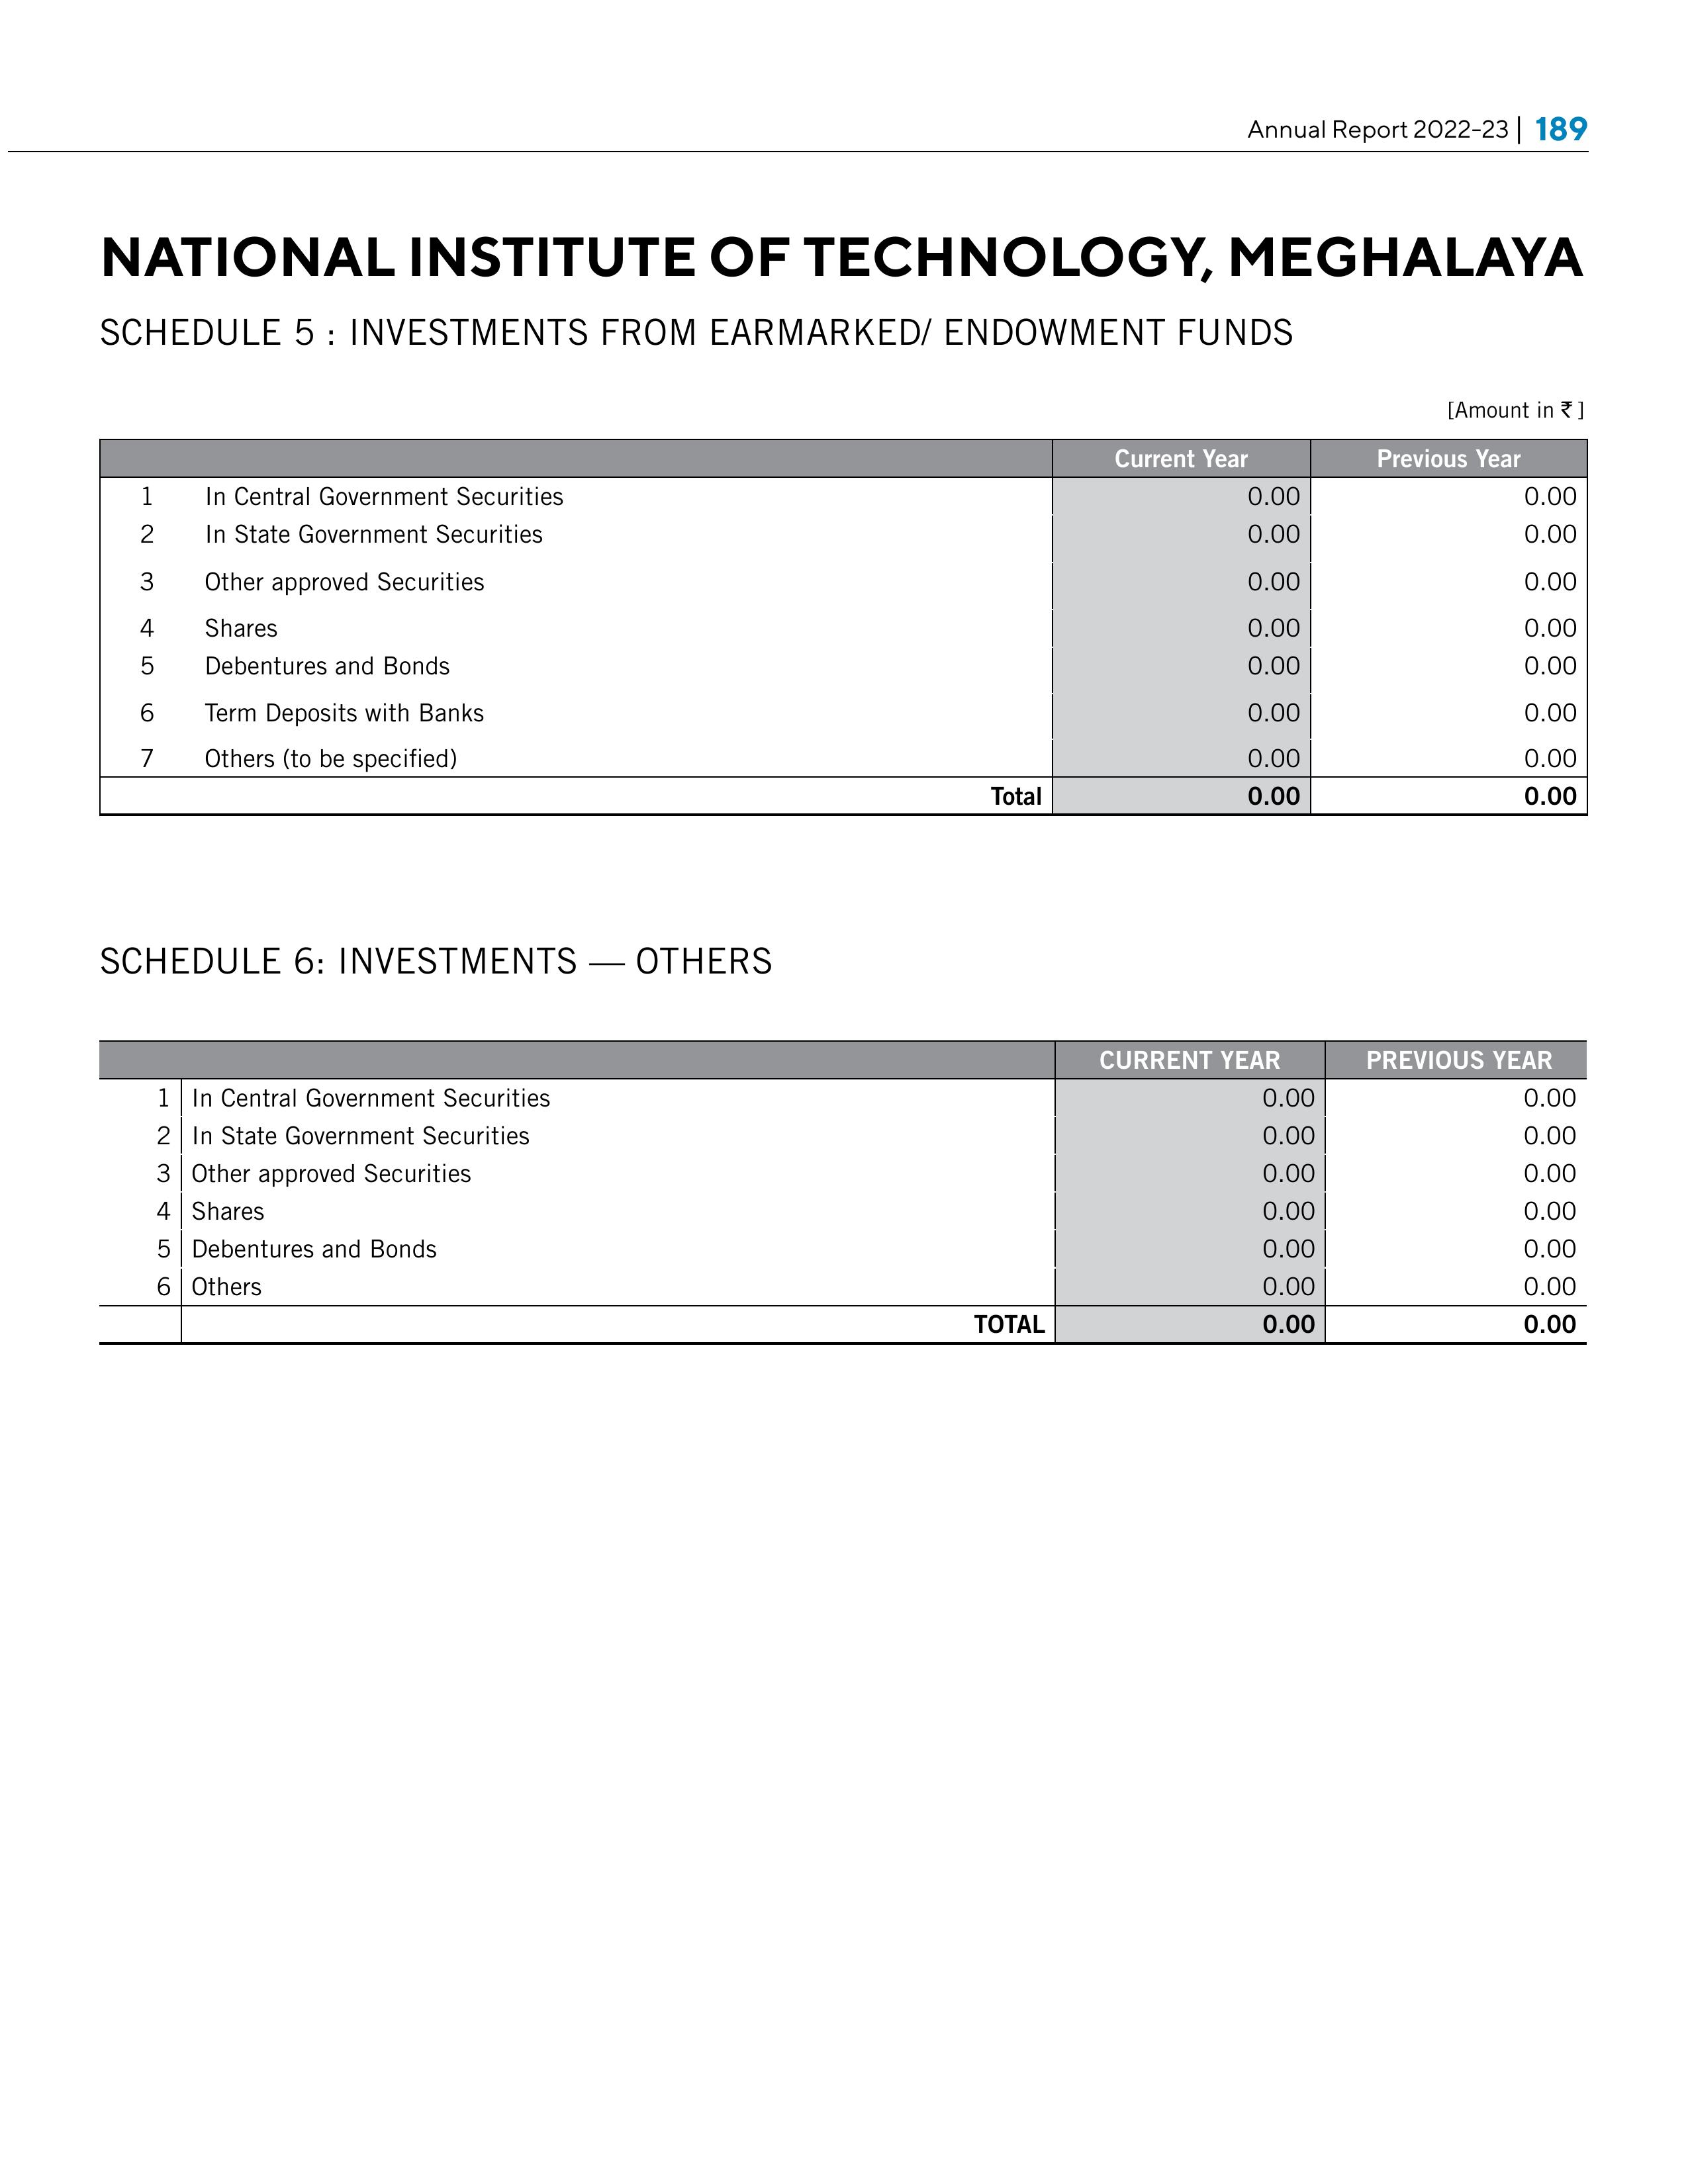 Annual Report 2022-23 | 189
NATIONAL INSTITUTE OF TECHNOLOGY, MEGHALAYA
SCHEDULE 5 : INVESTMENTS FROM EARMARKED/ ENDOWMENT FUNDS
[Amount in ₹ ]
Current Year Previous Year
1 In Central Government Securities 0.00 0.00
2 In State Government Securities 0.00 0.00
3 Other approved Securities 0.00 0.00
4 Shares 0.00 0.00
5 Debentures and Bonds 0.00 0.00
6 Term Deposits with Banks 0.00 0.00
7 Others (to be specified) 0.00 0.00
Total 0.00 0.00
SCHEDULE 6: INVESTMENTS — OTHERS
CURRENT YEAR PREVIOUS YEAR
1 In Central Government Securities 0.00 0.00
2 In State Government Securities 0.00 0.00
3 Other approved Securities 0.00 0.00
4 Shares 0.00 0.00
5 Debentures and Bonds 0.00 0.00
6 Others 0.00 0.00
TOTAL 0.00 0.00